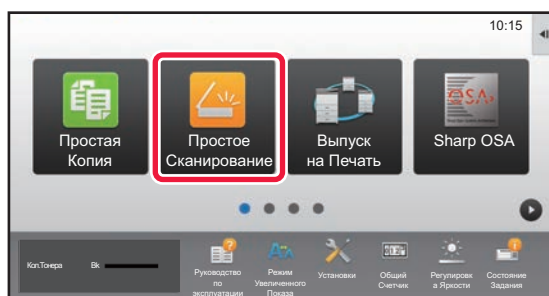 10:15
Простая
Копия
Простое
Сканирование
Выпуск
на Печать
OSA
Sharp OSA
Кол.Тонера Bk
Руководство
по
эксплуатации
Режим
Увеличенного
Показа
Установки
Общий
Счетчик
Регулировк
а Яркости
Состояние
Задания